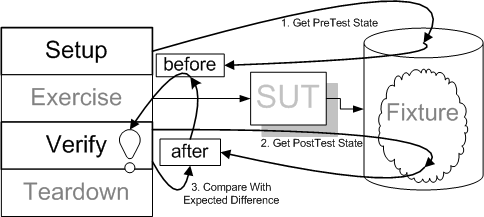 1. Get PreTest State
Setup
before
Exercise
SUT
Fixture
Verify
after
2. Get PostTest State
Teardown
3. Compare With
Expected Difference